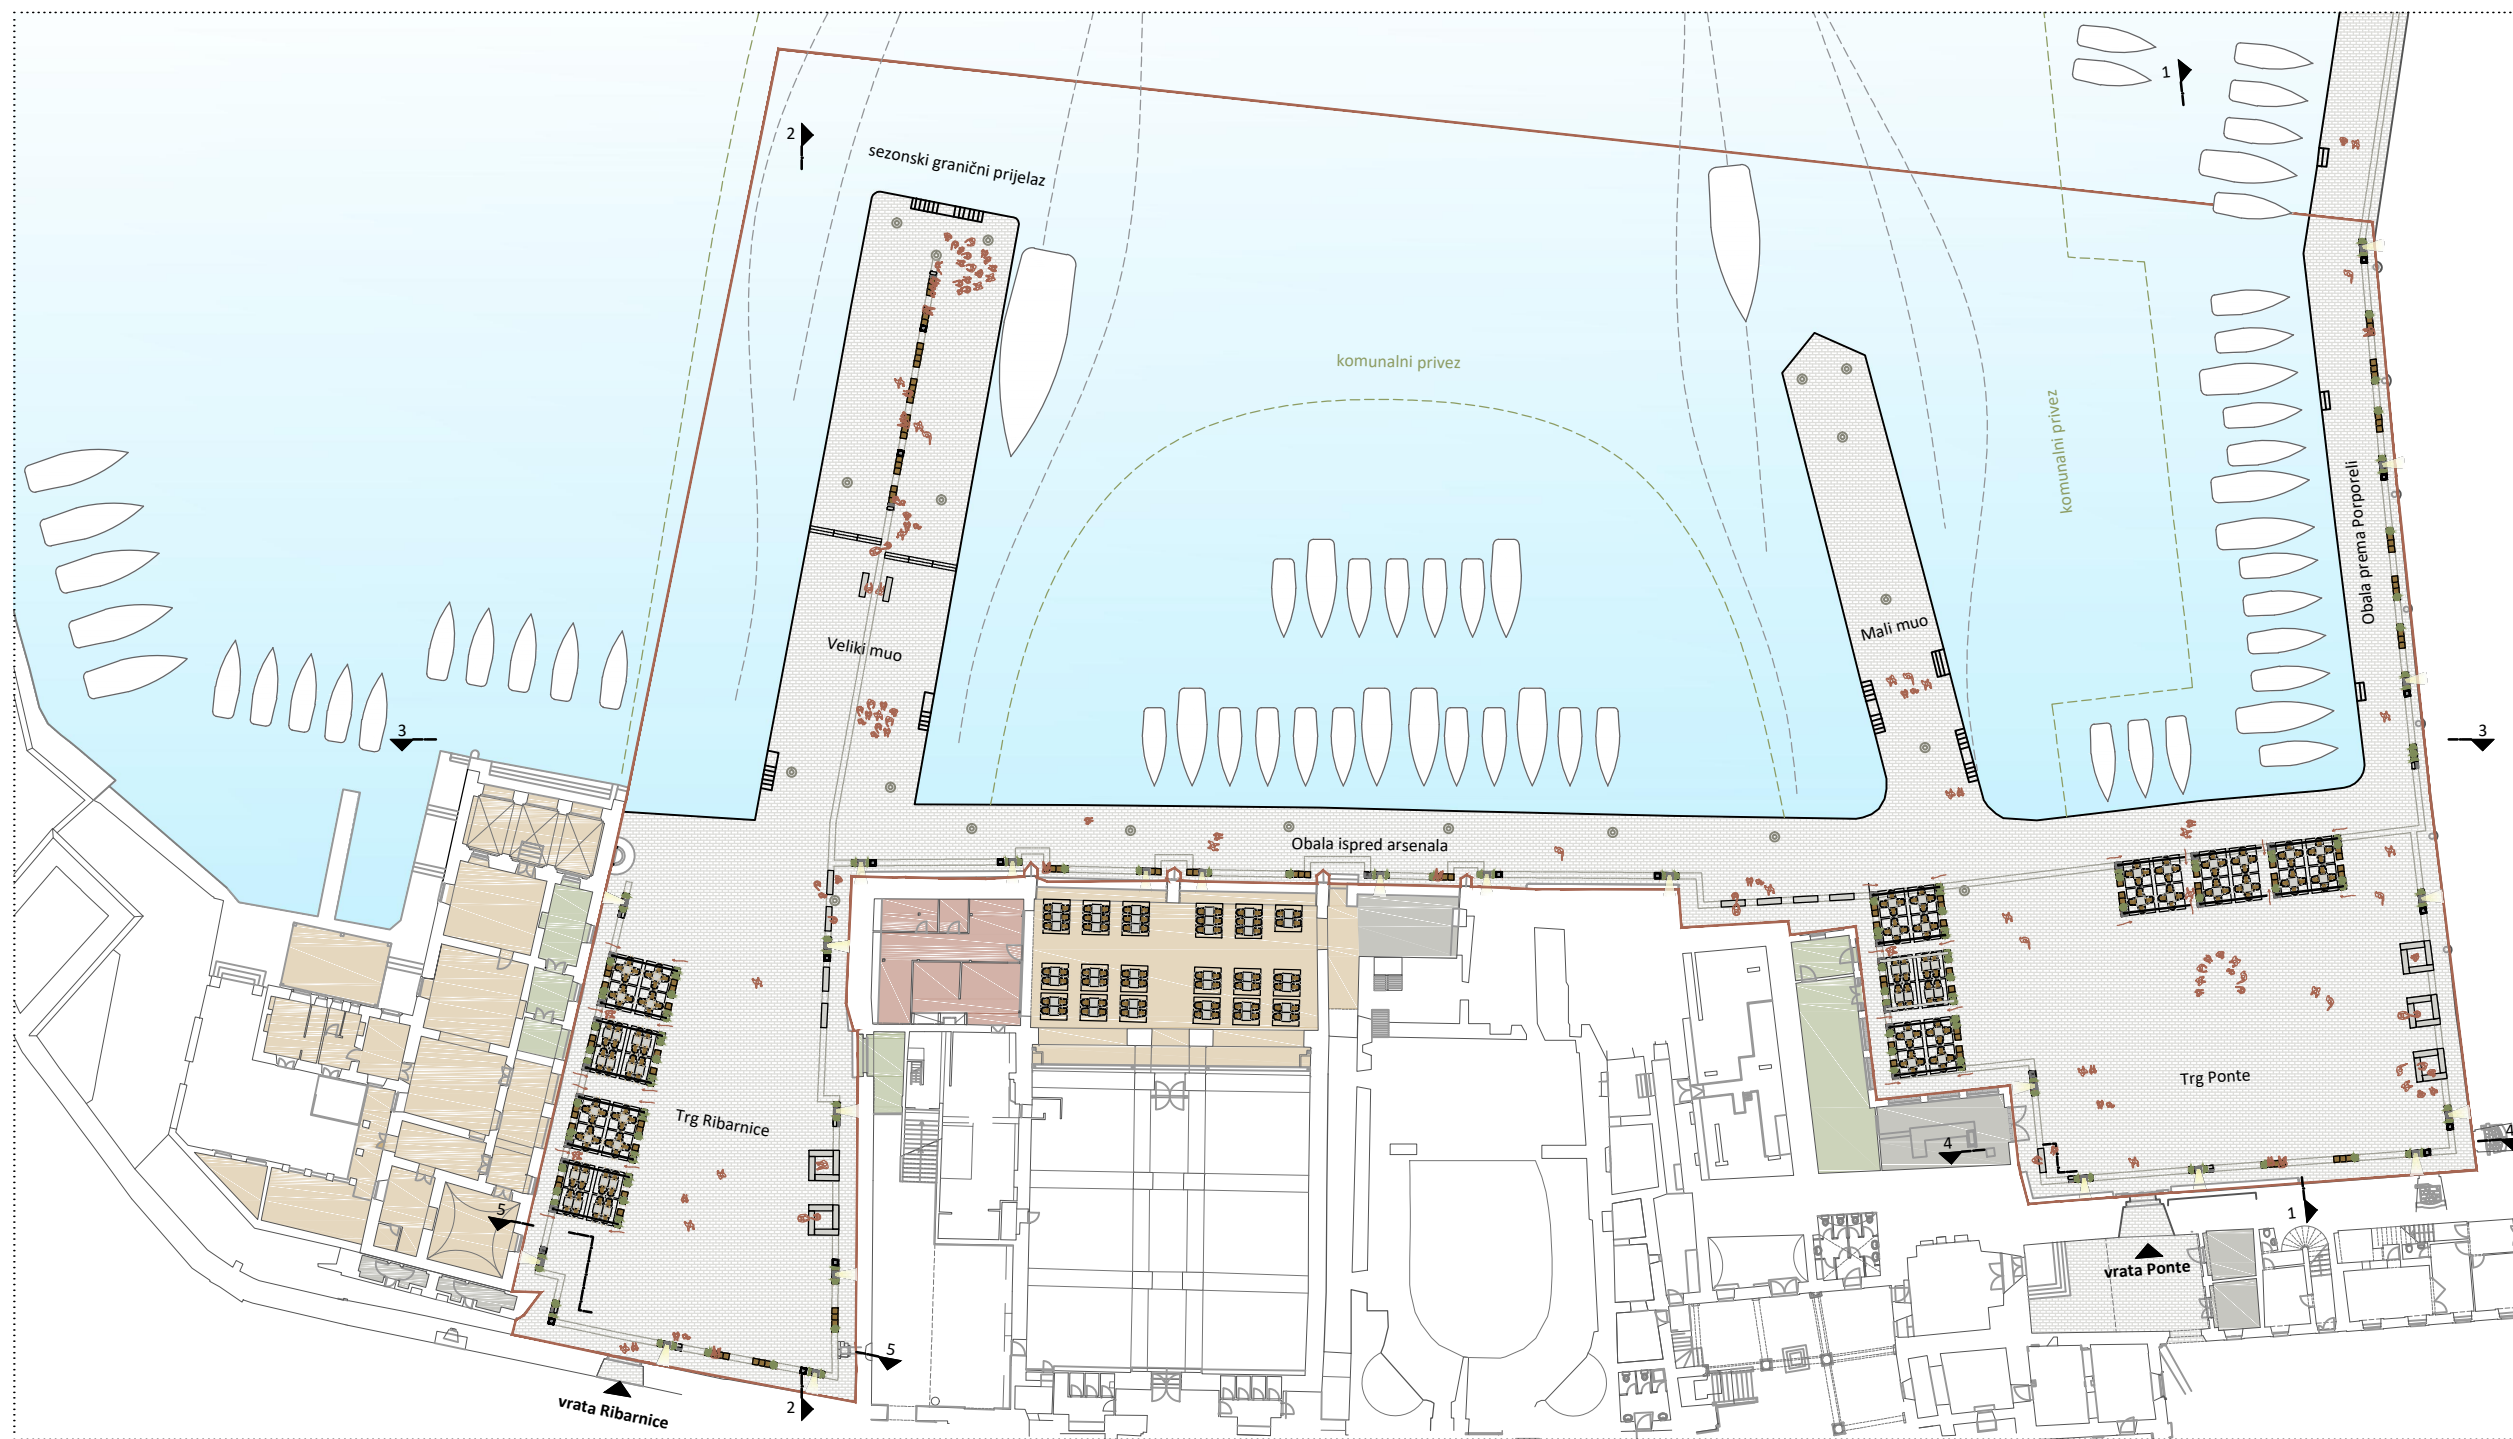 1
2
sezonski granični prijelaz
komunalni privez
komunalni privez
Obala prema Porporeli
Mali muo
Veliki muo
3
3
Obala ispred arsenala
Trg Ponte
Trg Ribarnice
4
4
5
1
vrata Ponte
5
vrata Ribarnice
2